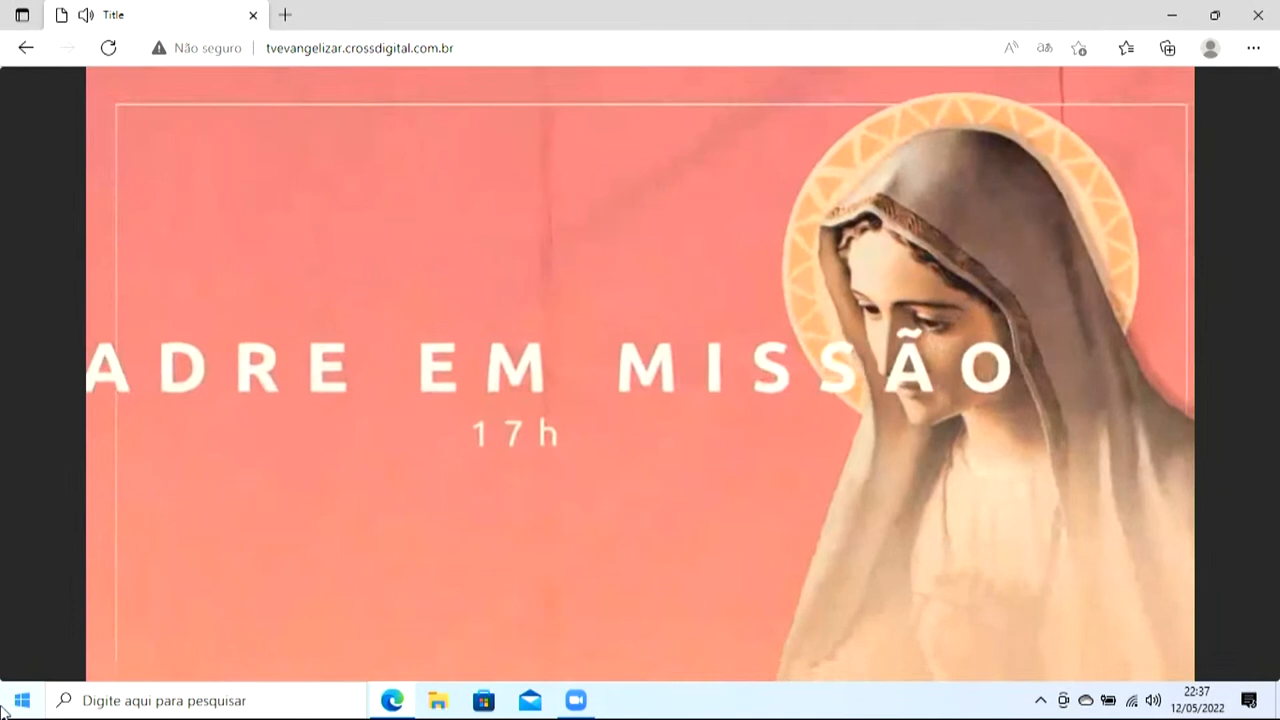 Title
Não seguro
tvevangelizar.crossdigital.com.br
ADRE EM MISSÃO
17h
Digite aqui para pesquisar
22:37
12/05/2022